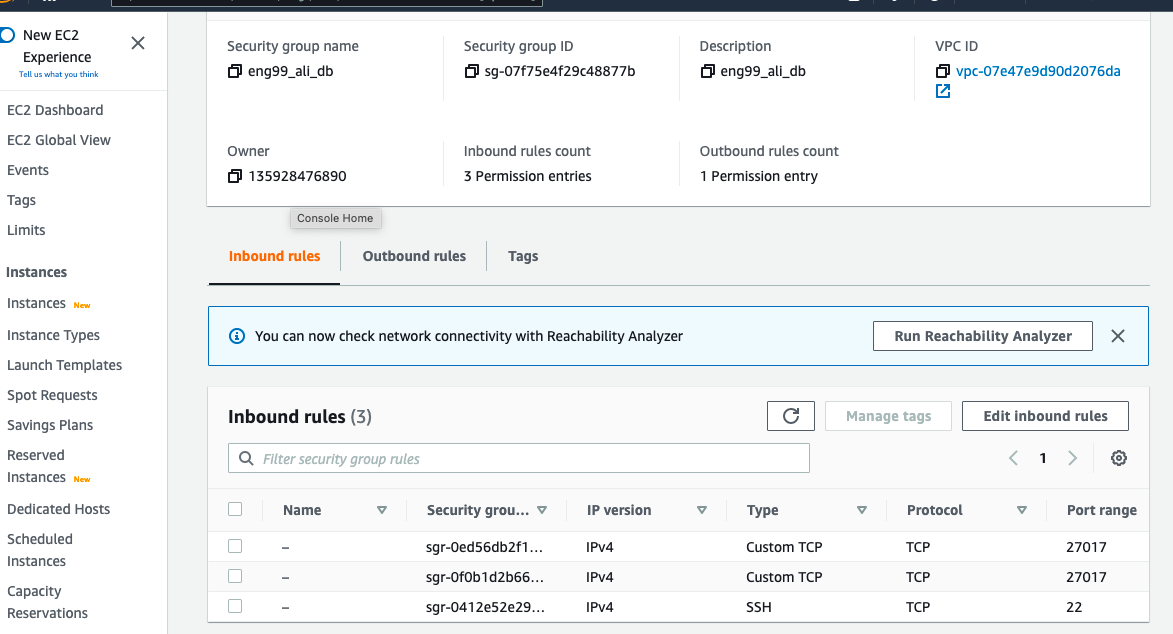 New EC2
Experience
Tell us what you think
EC2 Dashboard
EC2 Global View
Events
Tags
Limits
Instances
Instances New
Instance Types
Launch Templates
Spot Requests
Savings Plans
Reserved
Instances New
Dedicated Hosts
Scheduled
Instances
Capacity
Reservations
Security group name
eng99_ali_db
Security group ID
sg-07f75e4f29c48877b
Description
eng99_ali_db
VPC ID
vpc-07e47e9d90d2076da
Owner
135928476890
Inbound rules count
3 Permission entries
Outbound rules count
1 Permission entry
Console Home
Inbound rules Outbound rules Tags
You can now check network connectivity with Reachability Analyzer Run Reachability Analyzer
Inbound rules (3) Manage tags Edit inbound rules
Filter security group rules 1
Name Security grou... IP version Type Protocol Port range
– sgr-0ed56db2f1... IPv4 Custom TCP TCP 27017
– sgr-0f0b1d2b66... IPv4 Custom TCP TCP 27017
– sgr-0412e52e29... IPv4 SSH TCP 22